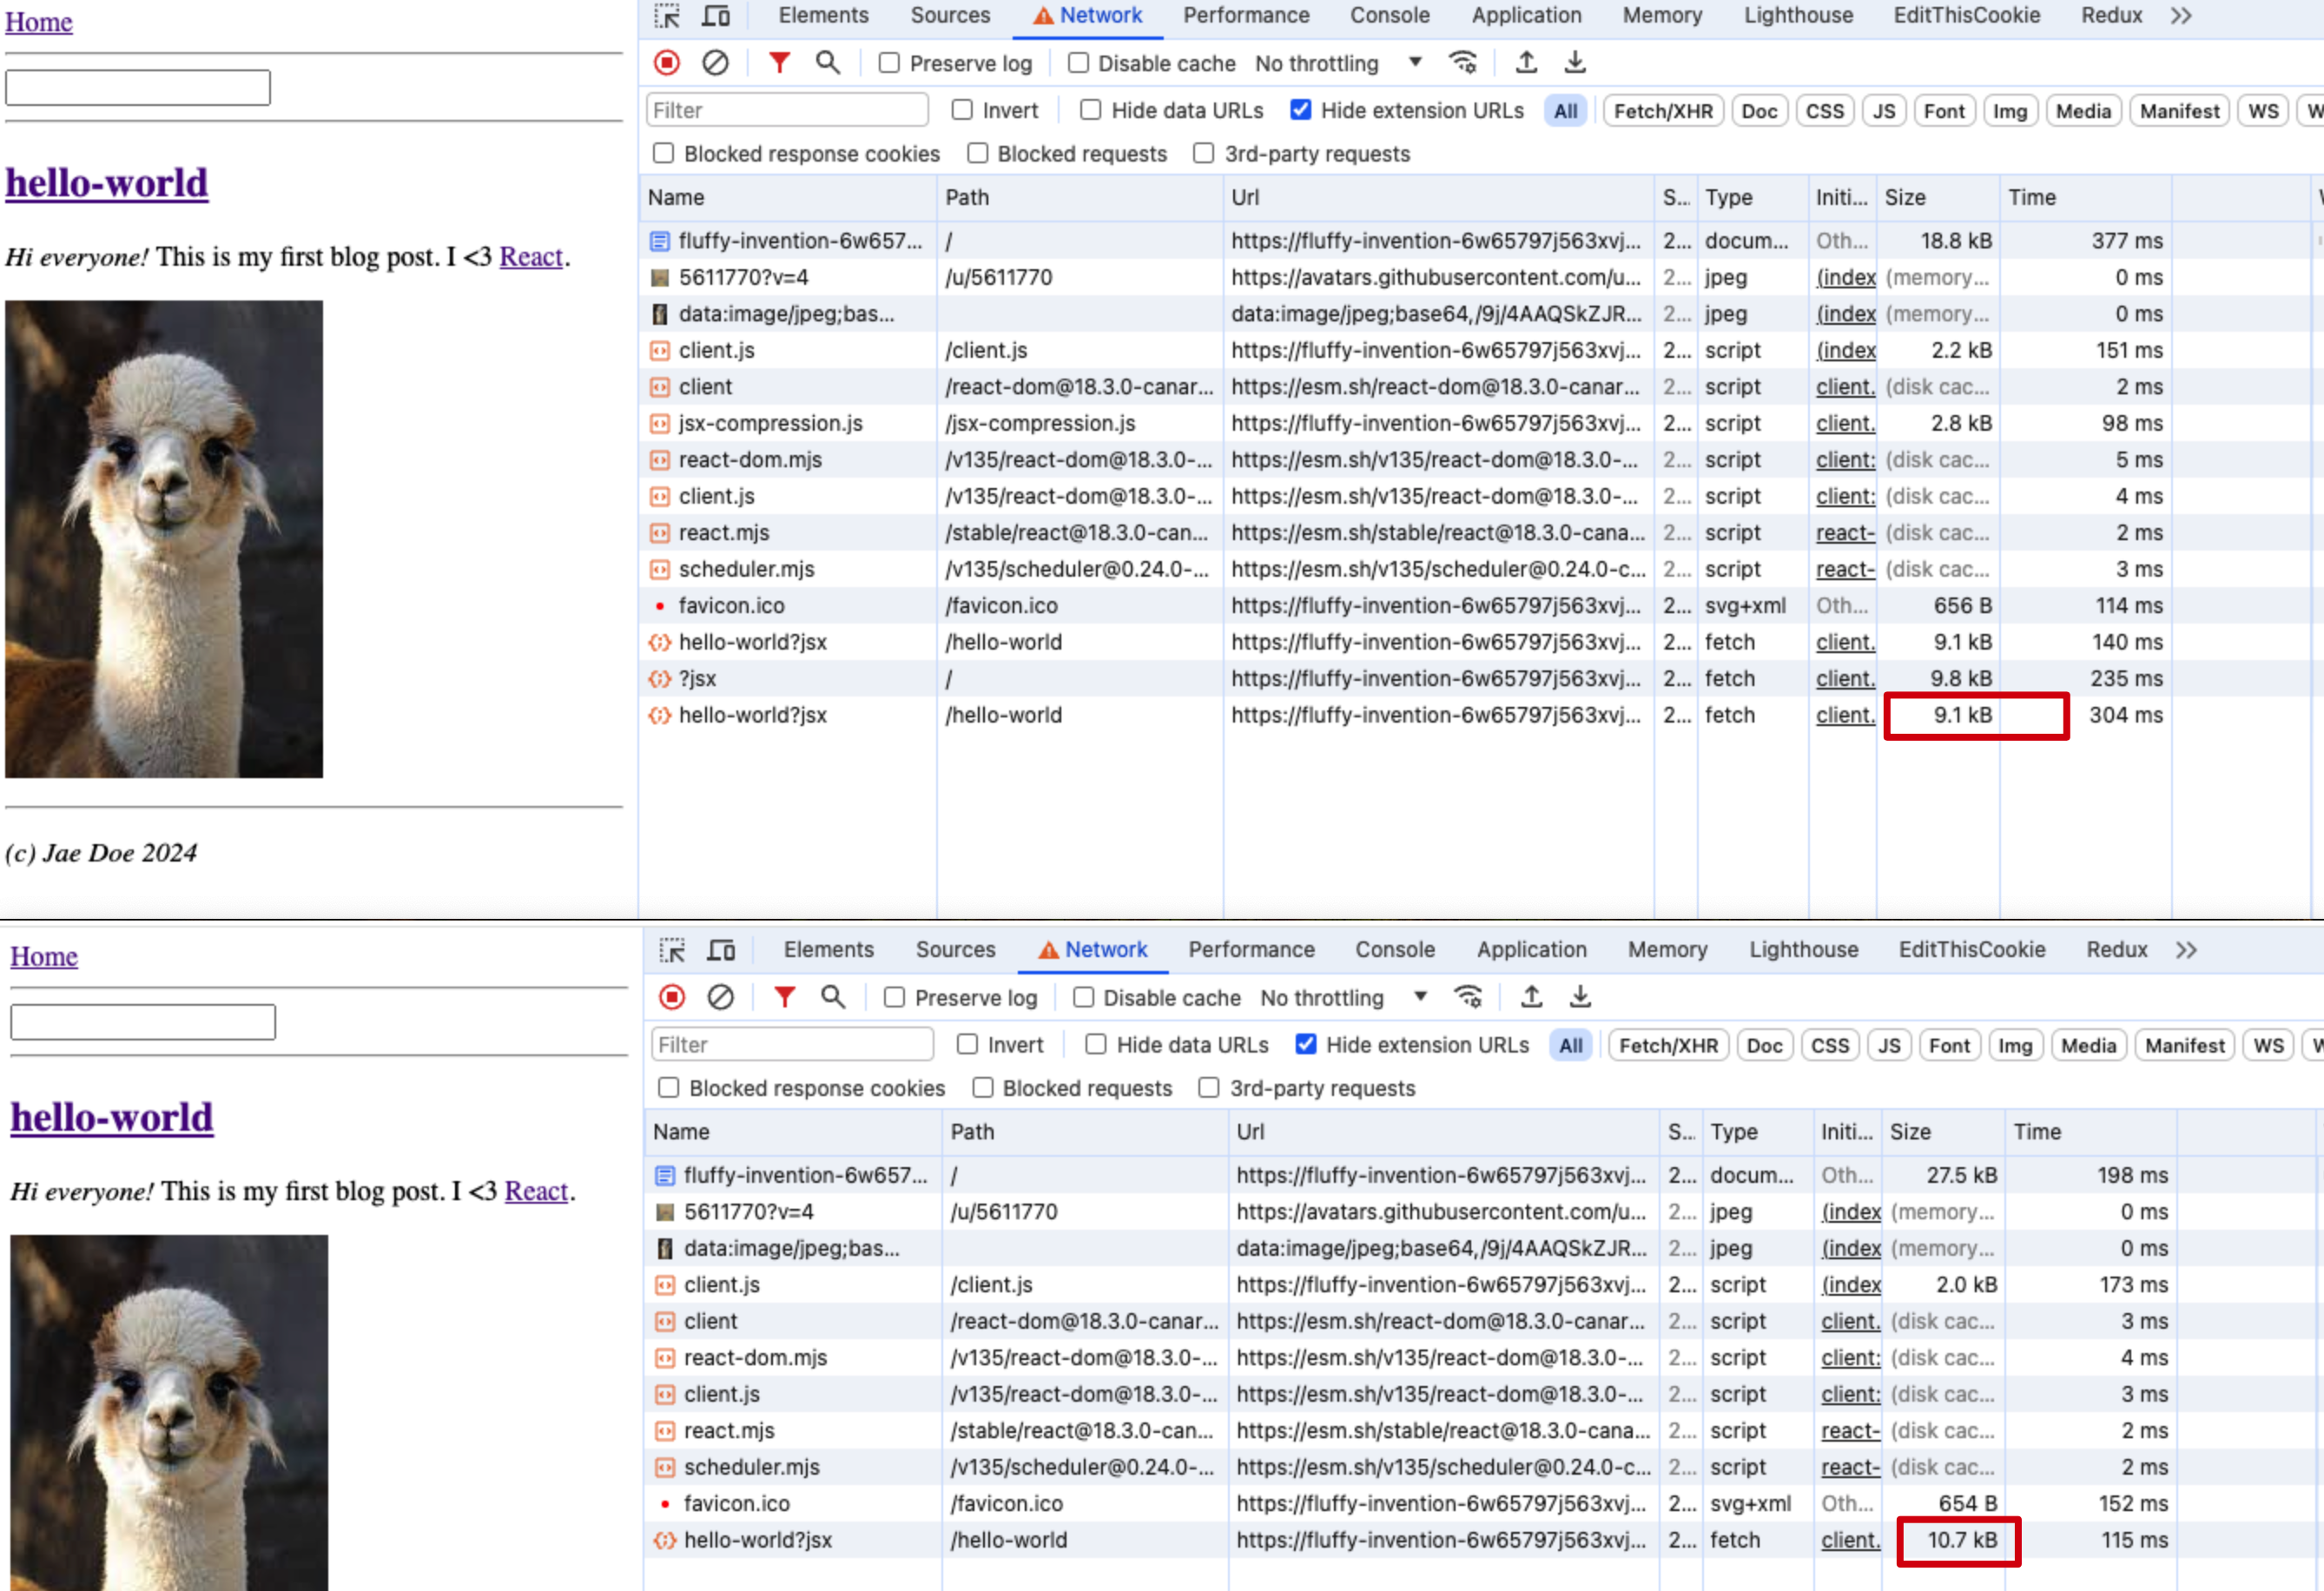 Home
hello-world
Hi everyone! This is my first blog post. I <3 React.
(c) Jae Doe 2024
Elements Sources Network Performance Console Application Memory Lighthouse EditThisCookie Redux
Preserve log Disable cache No throttling
Filter Invert Hide data URLs Hide extension URLs All Fetch/XHR Doc CSS JS Font Img Media Manifest WS
Blocked response cookies Blocked requests 3rd-party requests
Name Path Url S... Type Initi... Size Time
fluffy-invention-6w657... / https://fluffy-invention-6w65797j563xvj... 2... docum... Oth... 18.8 kB 377 ms
5611770?v=4 /u/5611770 https://avatars.githubusercontent.com/u... 2... jpeg (index (memory... 0 ms
data:image/jpeg;bas... data:image/jpeg;base64,/9j/4AAQSkZJR... 2... jpeg (index (memory... 0 ms
client.js /client.js https://fluffy-invention-6w65797j563xvj... 2... script (index 2.2 kB 151 ms
client /react-dom@18.3.0-canar... https://esm.sh/react-dom@18.3.0-canar... 2... script client. (disk cac... 2 ms
jsx-compression.js /jsx-compression.js https://fluffy-invention-6w65797j563xvj... 2... script client. 2.8 kB 98 ms
react-dom.mjs /v135/react-dom@18.3.0-... https://esm.sh/v135/react-dom@18.3.0-... 2... script client: (disk cac... 5 ms
client.js /v135/react-dom@18.3.0-... https://esm.sh/v135/react-dom@18.3.0-... 2... script client: (disk cac... 4 ms
react.mjs /stable/react@18.3.0-can... https://esm.sh/stable/react@18.3.0-cana... 2... script react- (disk cac... 2 ms
scheduler.mjs /v135/scheduler@0.24.0-... https://esm.sh/v135/scheduler@0.24.0-c... 2... script react- (disk cac... 3 ms
favicon.ico /favicon.ico https://fluffy-invention-6w65797j563xvj... 2... svg+xml Oth... 656 B 114 ms
hello-world?jsx /hello-world https://fluffy-invention-6w65797j563xvj... 2... fetch client. 9.1 kB 140 ms
?jsx / https://fluffy-invention-6w65797j563xvj... 2... fetch client. 9.8 kB 235 ms
hello-world?jsx /hello-world https://fluffy-invention-6w65797j563xvj... 2... fetch client. 9.1 kB 304 ms
Home
hello-world
Hi everyone! This is my first blog post. I <3 React.
Elements Sources Network Performance Console Application Memory Lighthouse EditThisCookie Redux
Preserve log Disable cache No throttling
Filter Invert Hide data URLs Hide extension URLs All Fetch/XHR Doc CSS JS Font Img Media Manifest WS
Blocked response cookies Blocked requests 3rd-party requests
Name Path Url S... Type Initi... Size Time
fluffy-invention-6w657... / https://fluffy-invention-6w65797j563xvj... 2... docum... Oth... 27.5 kB 198 ms
5611770?v=4 /u/5611770 https://avatars.githubusercontent.com/u... 2... jpeg (index (memory... 0 ms
data:image/jpeg;bas... data:image/jpeg;base64,/9j/4AAQSkZJR... 2... jpeg (index (memory... 0 ms
client.js /client.js https://fluffy-invention-6w65797j563xvj... 2... script (index 2.0 kB 173 ms
client /react-dom@18.3.0-canar... https://esm.sh/react-dom@18.3.0-canar... 2... script client. (disk cac... 3 ms
react-dom.mjs /v135/react-dom@18.3.0-... https://esm.sh/v135/react-dom@18.3.0-... 2... script client: (disk cac... 4 ms
client.js /v135/react-dom@18.3.0-... https://esm.sh/v135/react-dom@18.3.0-... 2... script client: (disk cac... 3 ms
react.mjs /stable/react@18.3.0-can... https://esm.sh/stable/react@18.3.0-cana... 2... script react- (disk cac... 2 ms
scheduler.mjs /v135/scheduler@0.24.0-... https://esm.sh/v135/scheduler@0.24.0-c... 2... script react- (disk cac... 2 ms
favicon.ico /favicon.ico https://fluffy-invention-6w65797j563xvj... 2... svg+xml Oth... 654 B 152 ms
hello-world?jsx /hello-world https://fluffy-invention-6w65797j563xvj... 2... fetch client. 10.7 kB 115 ms